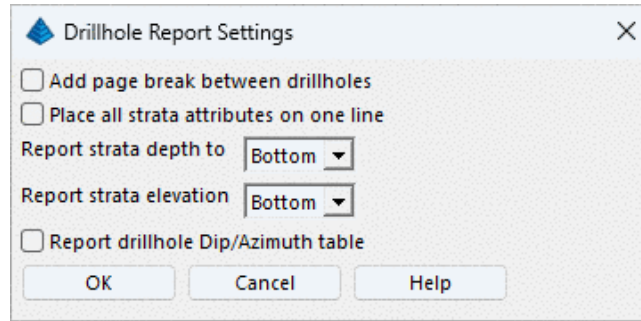 Drillhole Report Settings
Add page break between drillholes
Place all strata attributes on one line
Report strata depth to Bottom
Report strata elevation Bottom
Report drillhole Dip/Azimuth table
OK Cancel Help